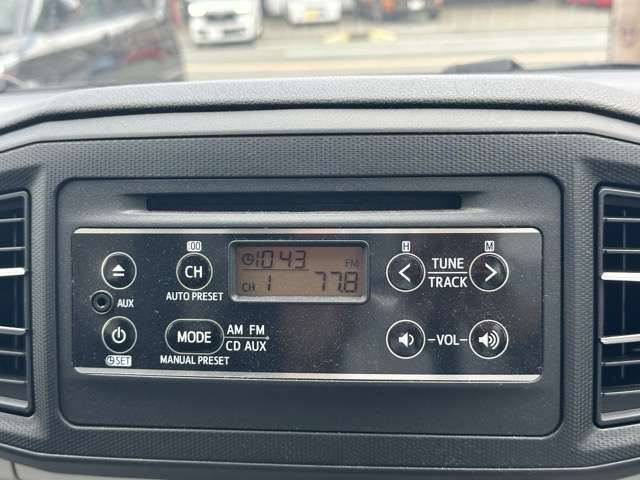 :00
CH
AUTO PRESET
AUX
SET
MODE
MANUAL PRESET
AM FM
CD AUX
10:43
FM
CH 1 77.8
H
M
TUNE
TRACK
-VOL-